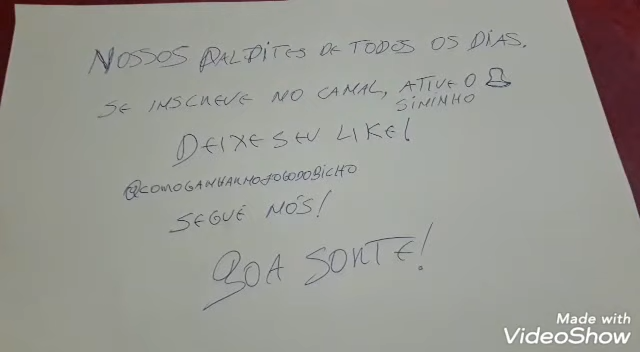 NOSSOS PALPITES DE TODOS OS DIAS.
SE INSCREVE NO CANAL, ATIVE O
SININHO
DEIXE SEU LIKE!
@COMOGANHARNOJOGODOBICHO
SEGUE NÓS!
BOA SORTE!
Made with
VideoShow